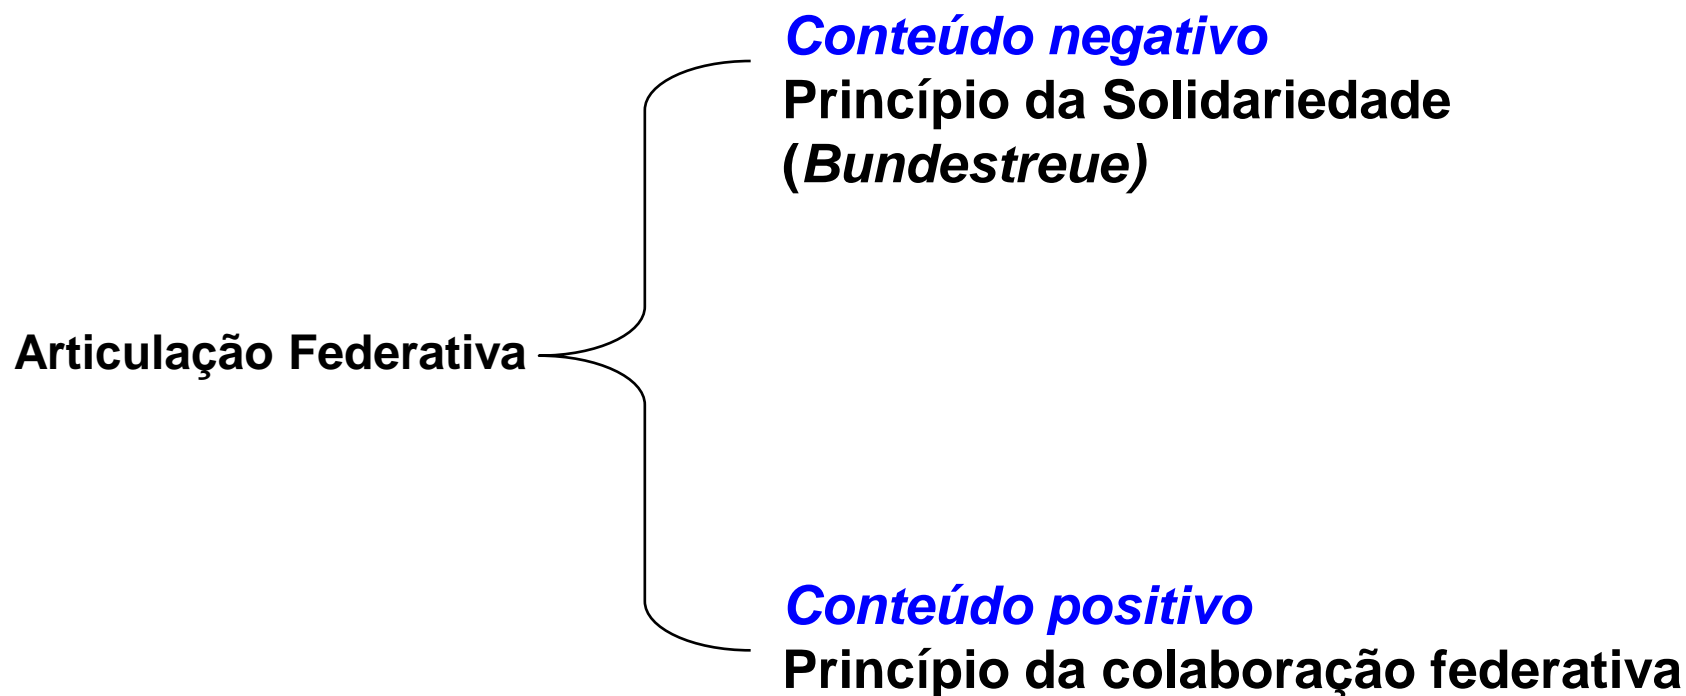 Conteúdo negativo
Princípio da Solidariedade
(Bundestreue)
Articulação Federativa
Conteúdo positivo
Princípio da colaboração federativa